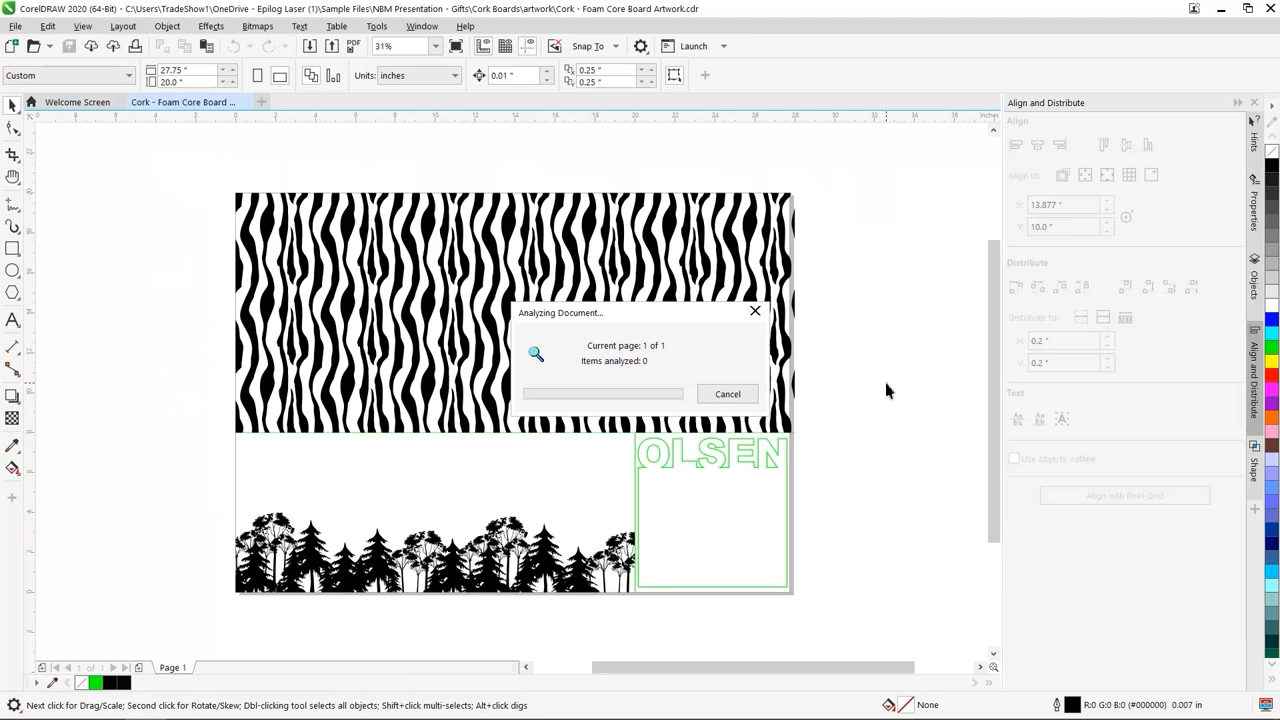 CorelDRAW 2020 (64-Bit) - C:\Users\TradeShow1\OneDrive - Epilog Laser (1)\Sample Files\NBM Presentation - Gifts\Cork Boards\artwork\Cork - Foam Core Board Artwork.cdr
File Edit View Layout Object Effects Bitmaps Text Table Tools Window Help
PDF 31% Snap To Launch
Custom 27.75 " 20.0 " Units: inches 0.01 " 0.25 " 0.25 "
Welcome Screen Cork - Foam Core Board ...
Align and Distribute
inches
Align
Hints
Align to:
X: 13.877 "
Y: 10.0 "
Properties
Distribute
Objects
Distribute to:
H: 0.2 "
V: 0.2 "
Align and Distribute
Text
Use object's outline
Shape
Align with Pixel Grid
Analyzing Document...
Current page: 1 of 1
Items analyzed: 0
Cancel
OLSEN
1 of 1 Page 1
Next click for Drag/Scale; Second click for Rotate/Skew; Dbl-clicking tool selects all objects; Shift+click multi-selects; Alt+click digs
None
R:0 G:0 B:0 (#000000) 0.007 in